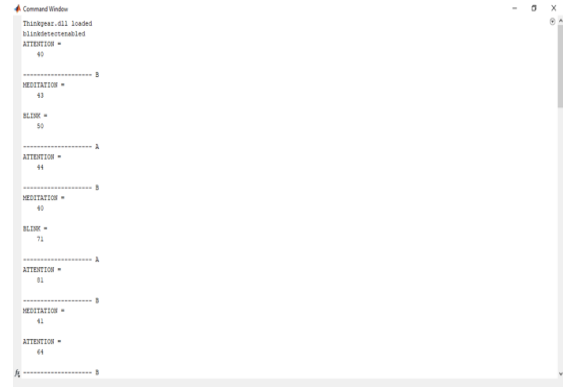 Command Window
Thinkgear.dll loaded
blinkdetectenabled
ATTENTION =
40
-------------------- B
MEDITATION =
43
BLINK =
50
-------------------- A
ATTENTION =
44
-------------------- B
MEDITATION =
40
BLINK =
71
-------------------- A
ATTENTION =
81
-------------------- B
MEDITATION =
41
ATTENTION =
64
fx -------------------- B